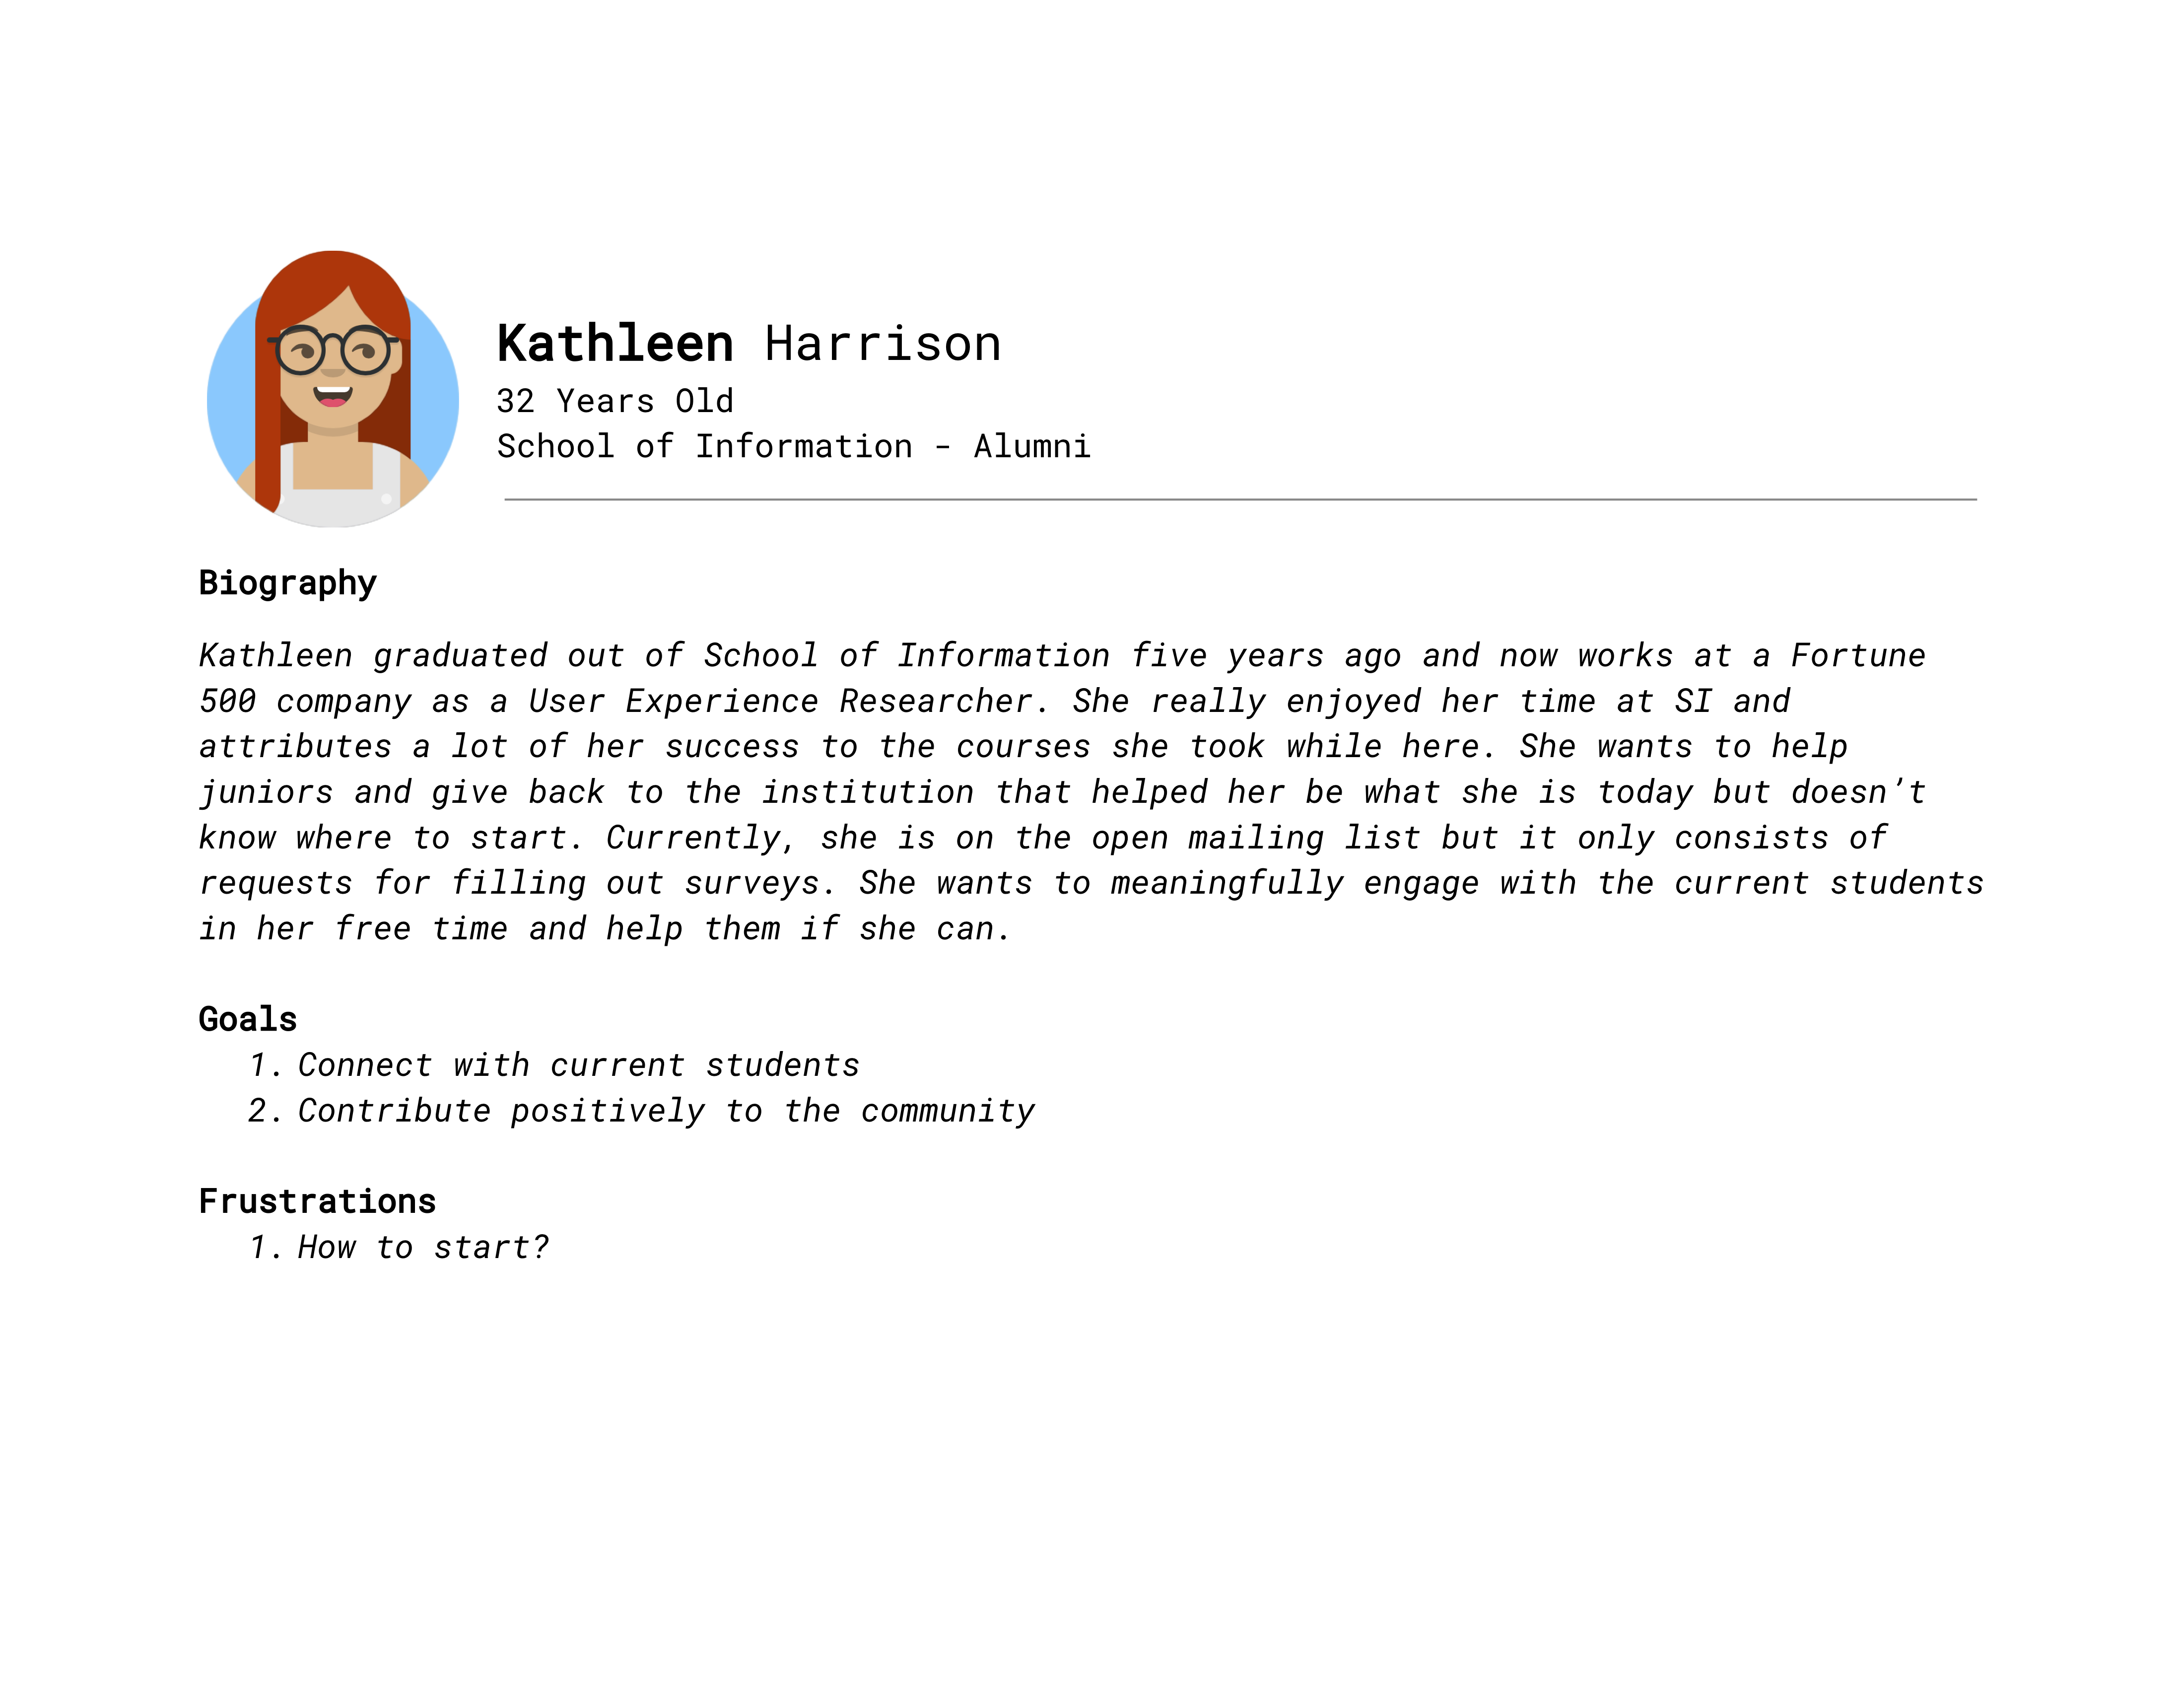 Kathleen Harrison
32 Years Old
School of Information - Alumni
Biography
Kathleen graduated out of School of Information five years ago and now works at a Fortune
500 company as a User Experience Researcher. She really enjoyed her time at SI and
attributes a lot of her success to the courses she took while here. She wants to help
juniors and give back to the institution that helped her be what she is today but doesn’t
know where to start. Currently, she is on the open mailing list but it only consists of
requests for filling out surveys. She wants to meaningfully engage with the current students
in her free time and help them if she can.
Goals
1. Connect with current students
2. Contribute positively to the community
Frustrations
1. How to start?